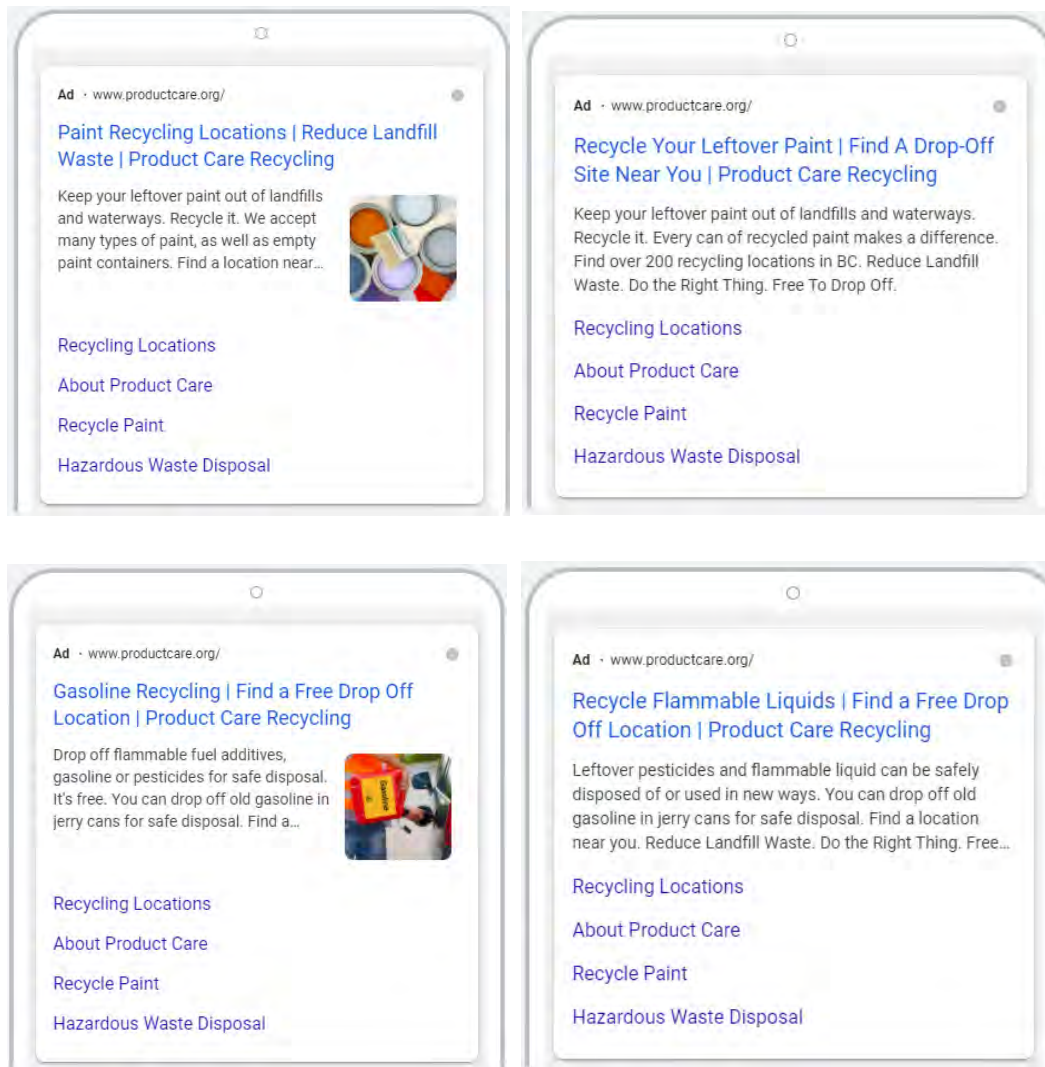 Ad · www.productcare.org/
Paint Recycling Locations | Reduce Landfill
Waste | Product Care Recycling
Keep your leftover paint out of landfills
and waterways. Recycle it. We accept
many types of paint, as well as empty
paint containers. Find a location near...
Recycling Locations
About Product Care
Recycle Paint
Hazardous Waste Disposal
Ad · www.productcare.org/
Recycle Your Leftover Paint | Find A Drop-Off
Site Near You | Product Care Recycling
Keep your leftover paint out of landfills and waterways.
Recycle it. Every can of recycled paint makes a difference.
Find over 200 recycling locations in BC. Reduce Landfill
Waste. Do the Right Thing. Free To Drop Off.
Recycling Locations
About Product Care
Recycle Paint
Hazardous Waste Disposal
Ad · www.productcare.org/
Gasoline Recycling | Find a Free Drop Off
Location | Product Care Recycling
Drop off flammable fuel additives,
gasoline or pesticides for safe disposal.
It's free. You can drop off old gasoline in
jerry cans for safe disposal. Find a...
Gasoline
Recycling Locations
About Product Care
Recycle Paint
Hazardous Waste Disposal
Ad · www.productcare.org/
Recycle Flammable Liquids | Find a Free Drop
Off Location | Product Care Recycling
Leftover pesticides and flammable liquid can be safely
disposed of or used in new ways. You can drop off old
gasoline in jerry cans for safe disposal. Find a location
near you. Reduce Landfill Waste. Do the Right Thing. Free...
Recycling Locations
About Product Care
Recycle Paint
Hazardous Waste Disposal